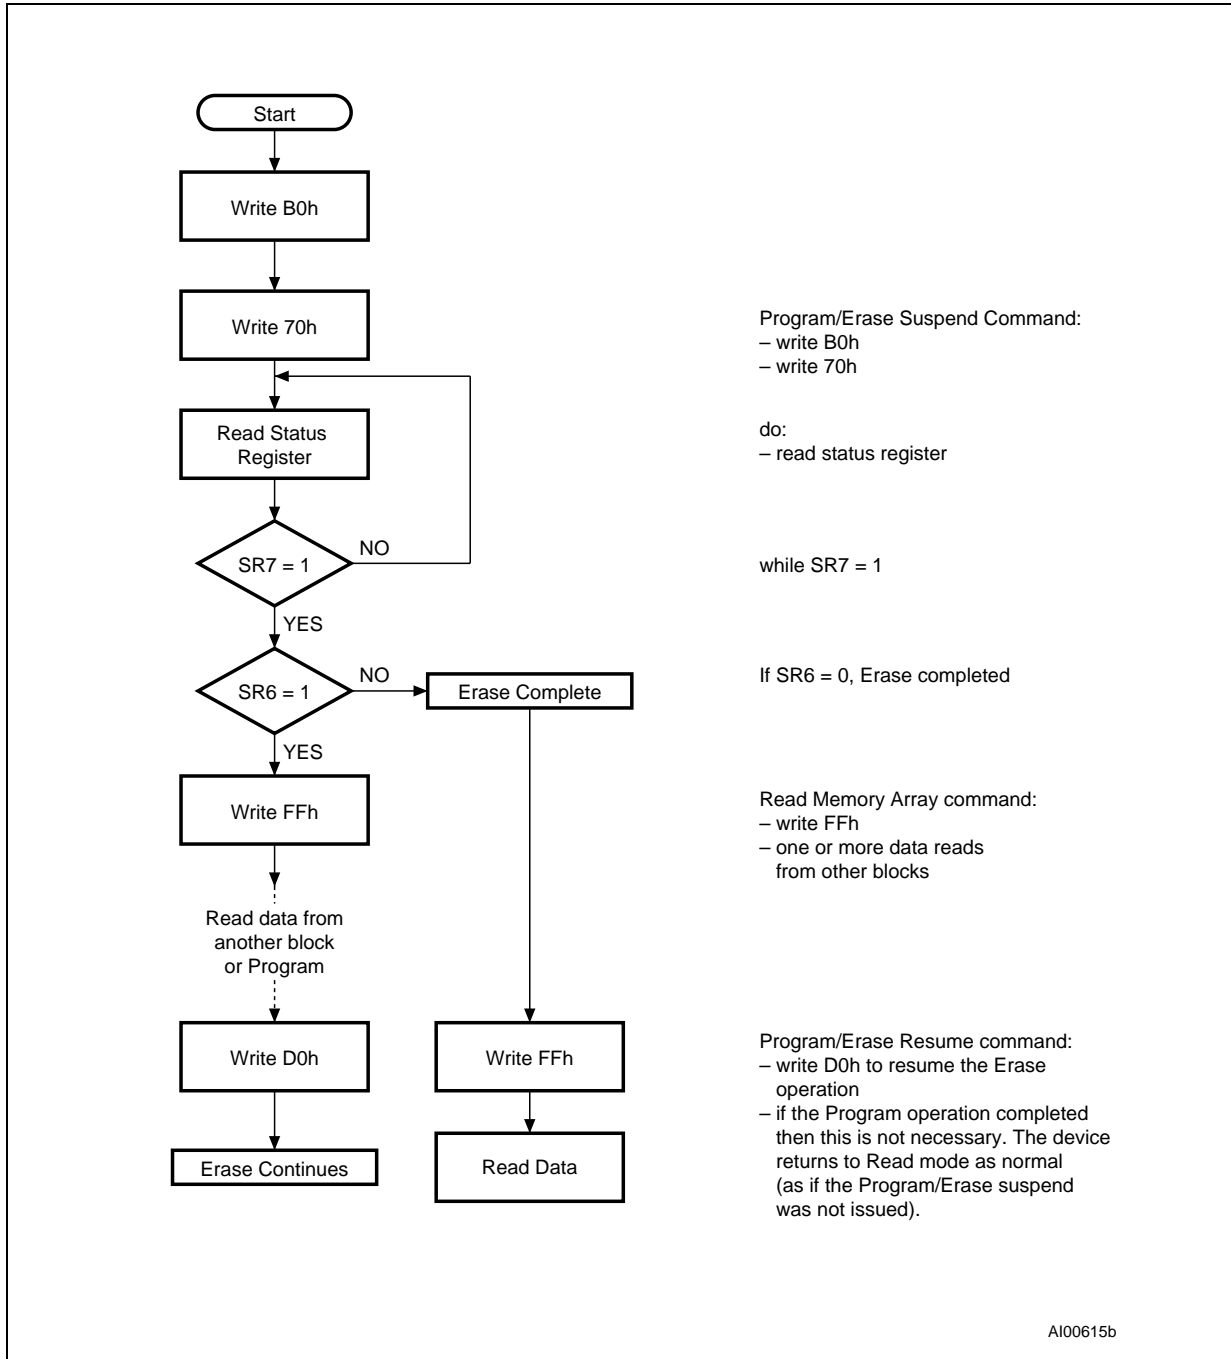 Start
Write B0h
Write 70h
Read Status
Register
SR7 = 1
NO
YES
SR6 = 1
NO
Erase Complete
YES
Write FFh
Read data from
another block
or Program
Write D0h
Write FFh
Erase Continues
Read Data
Program/Erase Suspend Command:
– write B0h
– write 70h
do:
– read status register
while SR7 = 1
If SR6 = 0, Erase completed
Read Memory Array command:
– write FFh
– one or more data reads
from other blocks
Program/Erase Resume command:
– write D0h to resume the Erase
operation
– if the Program operation completed
then this is not necessary. The device
returns to Read mode as normal
(as if the Program/Erase suspend
was not issued).
AI00615b